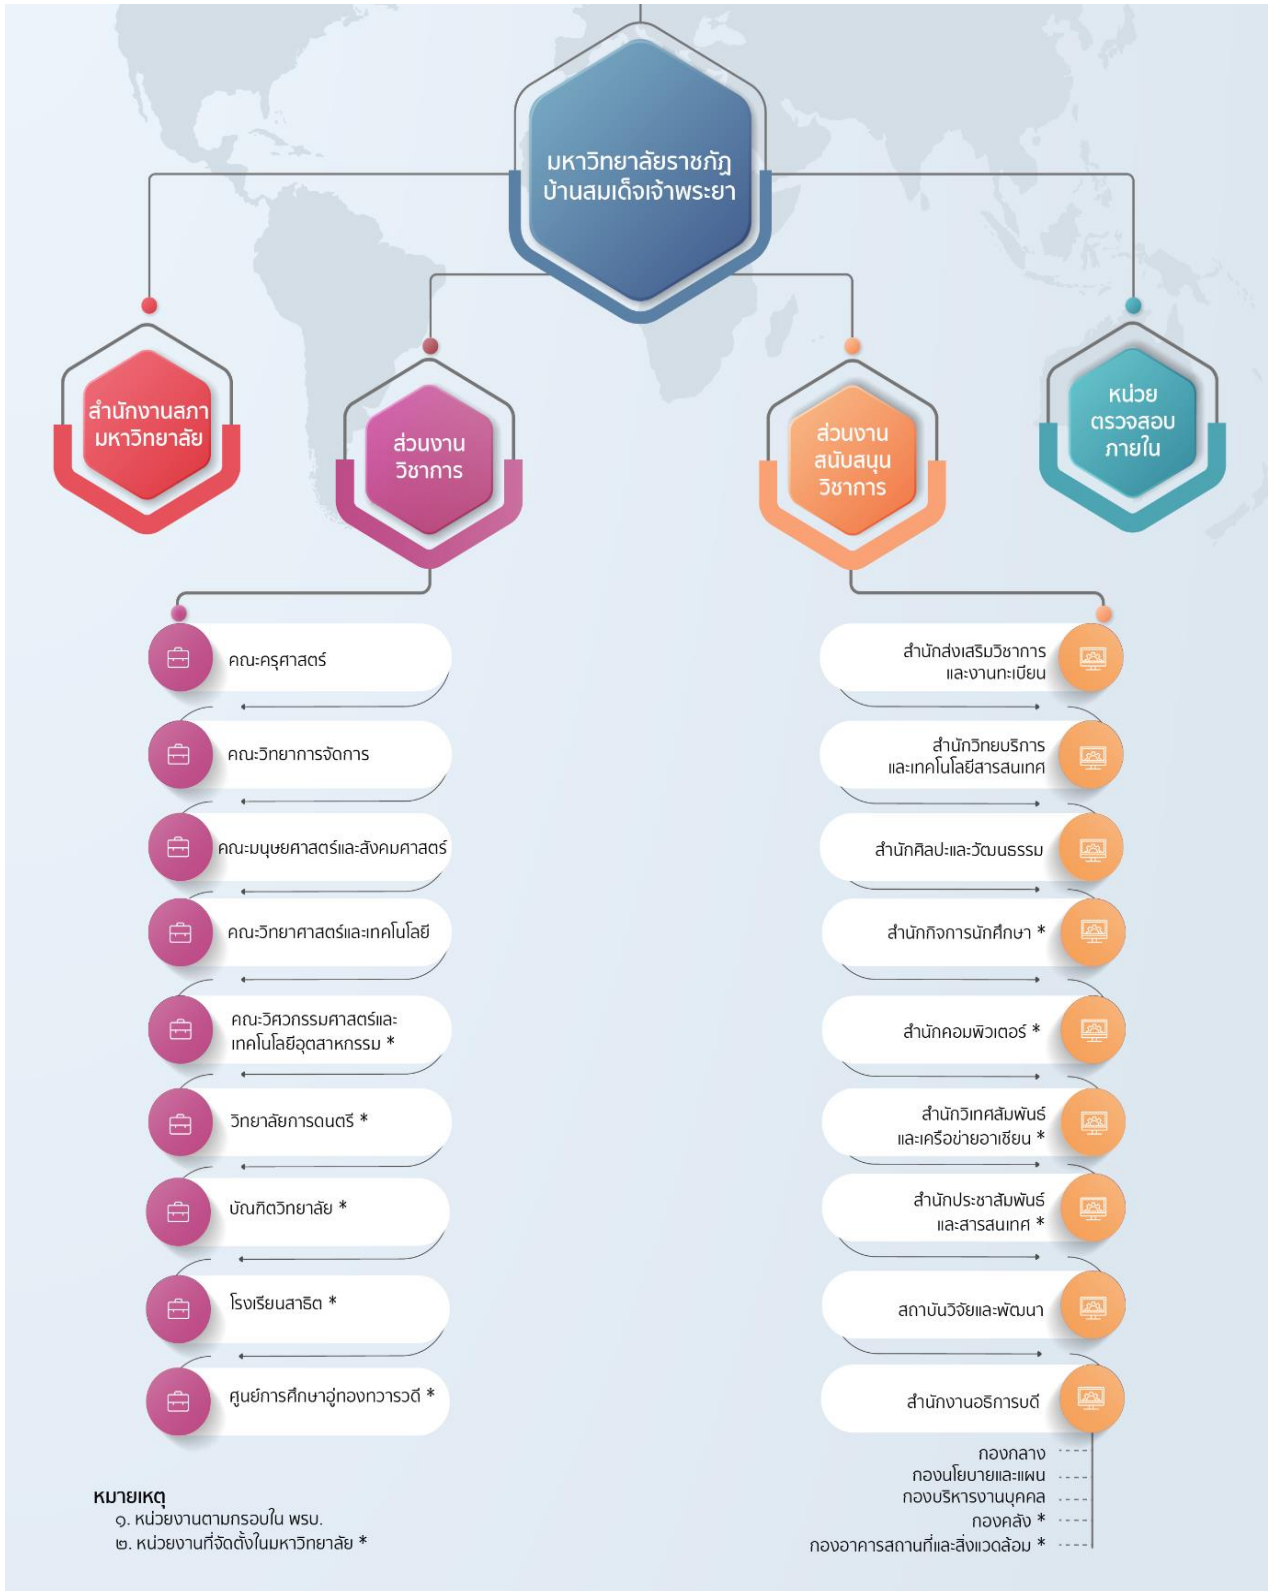 มหาวิทยาลัยราชภัฏ
บ้านสมเด็จเจ้าพระยา
สำนักงานสภา
มหาวิทยาลัย
ส่วนงาน
วิชาการ
ส่วนงาน
สนับสนุน
วิชาการ
หน่วย
ตรวจสอบ
ภายใน
คณะครุศาสตร์
คณะวิทยาการจัดการ
คณะมนุษยศาสตร์และสังคมศาสตร์
คณะวิทยาศาสตร์และเทคโนโลยี
คณะวิศวกรรมศาสตร์และ
เทคโนโลยีอุตสาหกรรม *
วิทยาลัยการดนตรี *
บัณฑิตวิทยาลัย *
โรงเรียนสาธิต *
ศูนย์การศึกษาอู่ทองทวารวดี *
สำนักส่งเสริมวิชาการ
และงานทะเบียน
สำนักวิทยบริการ
และเทคโนโลยีสารสนเทศ
สำนักศิลปะและวัฒนธรรม
สำนักกิจการนักศึกษา *
สำนักคอมพิวเตอร์ *
สำนักวิเทศสัมพันธ์
และเครือข่ายอาเซียน *
สำนักประชาสัมพันธ์
และสารสนเทศ *
สถาบันวิจัยและพัฒนา
สำนักงานอธิการบดี
กองกลาง
กองนโยบายและแผน
กองบริหารงานบุคคล
กองคลัง *
กองอาคารสถานที่และสิ่งแวดล้อม *
หมายเหตุ
๑. หน่วยงานตามกรอบใน พรบ.
๒. หน่วยงานที่จัดตั้งในมหาวิทยาลัย *